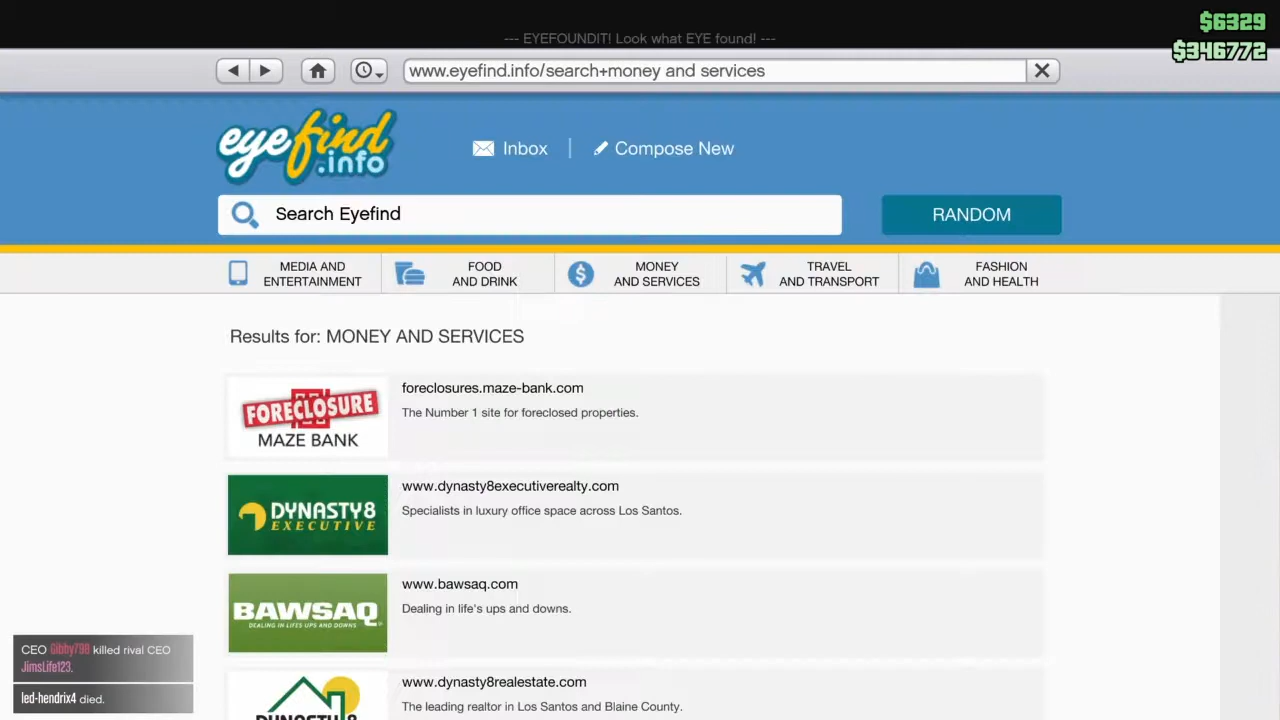 $6329
--- EYEFOUNDIT! Look what EYE found! ---
$346772
www.eyefind.info/search+money and services
eyefind
.info
Inbox
Compose New
Search Eyefind
RANDOM
MEDIA AND
ENTERTAINMENT
FOOD
AND DRINK
MONEY
AND SERVICES
TRAVEL
AND TRANSPORT
FASHION
AND HEALTH
Results for: MONEY AND SERVICES
FORECLOSURE
MAZE BANK
foreclosures.maze-bank.com
The Number 1 site for foreclosed properties.
DYNASTY8
EXECUTIVE
www.dynasty8executiverealty.com
Specialists in luxury office space across Los Santos.
BAWSAQ
DEALING IN LIFES UPS AND DOWNS
www.bawsaq.com
Dealing in life's ups and downs.
DYNASTY 8
www.dynasty8realestate.com
The leading realtor in Los Santos and Blaine County.
CEO Gibby798 killed rival CEO
JimsLife123.
led-hendrix4 died.